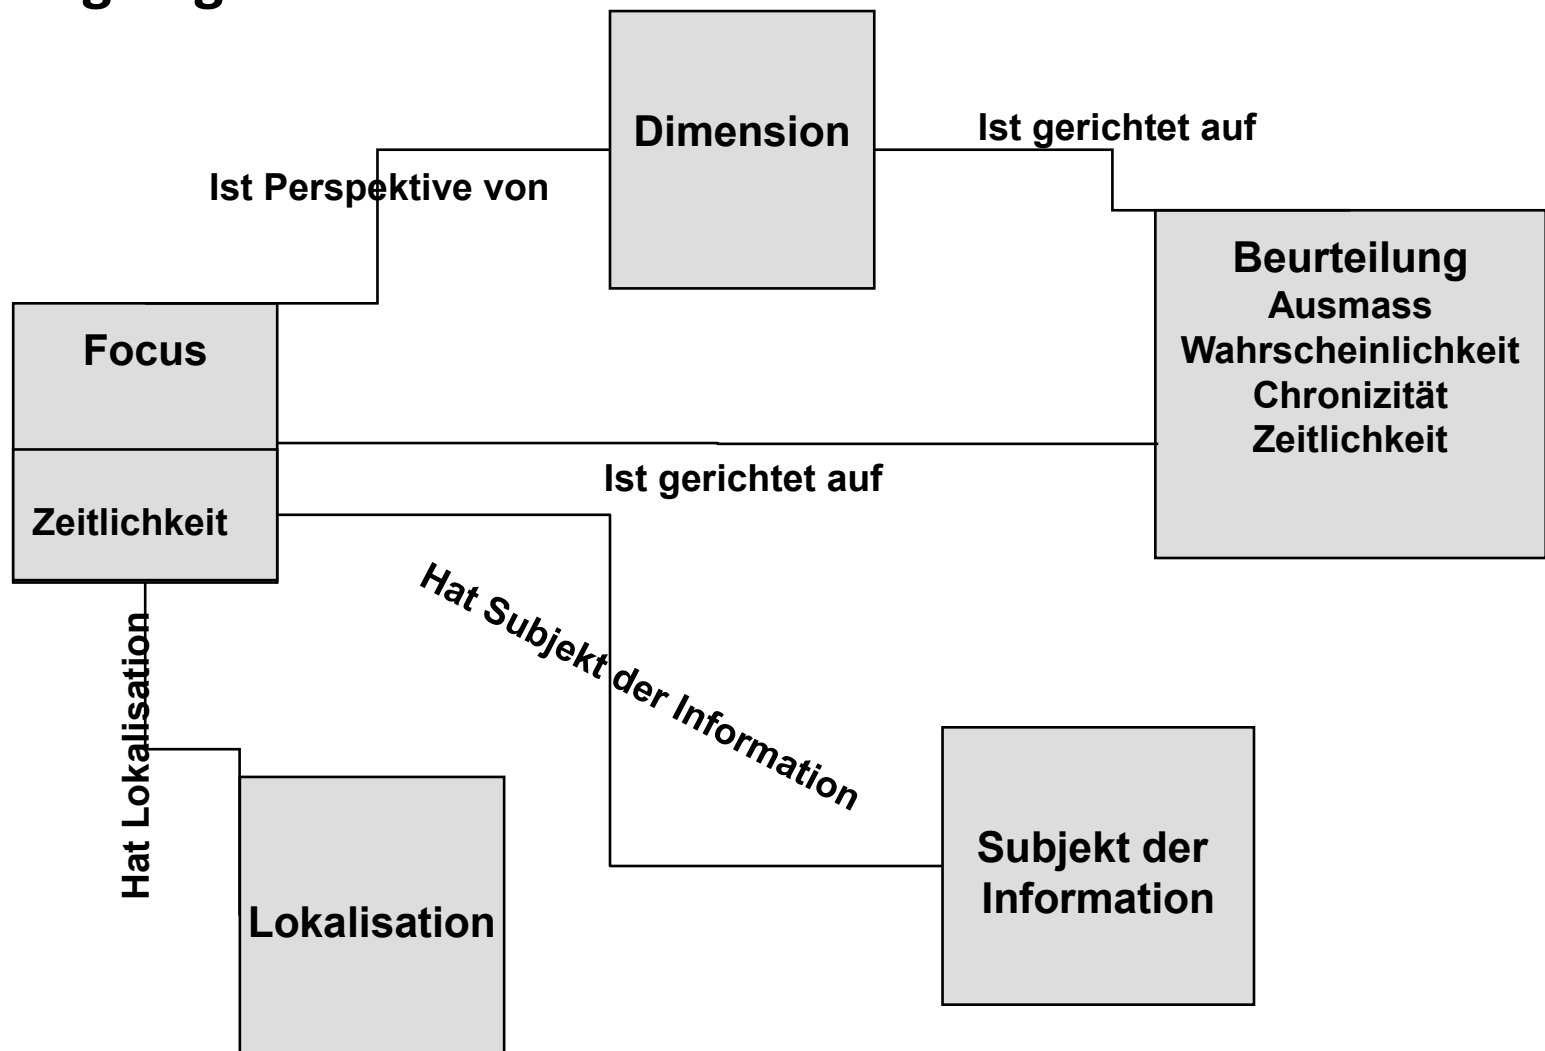 Dimension
Ist gerichtet auf
Ist Perspektive von
Beurteilung
Ausmass
Wahrscheinlichkeit
Chronizität
Zeitlichkeit
Focus
Ist gerichtet auf
Zeitlichkeit
Hat Subjekt der Information
Hat Lokalisation
Subjekt der
Information
Lokalisation